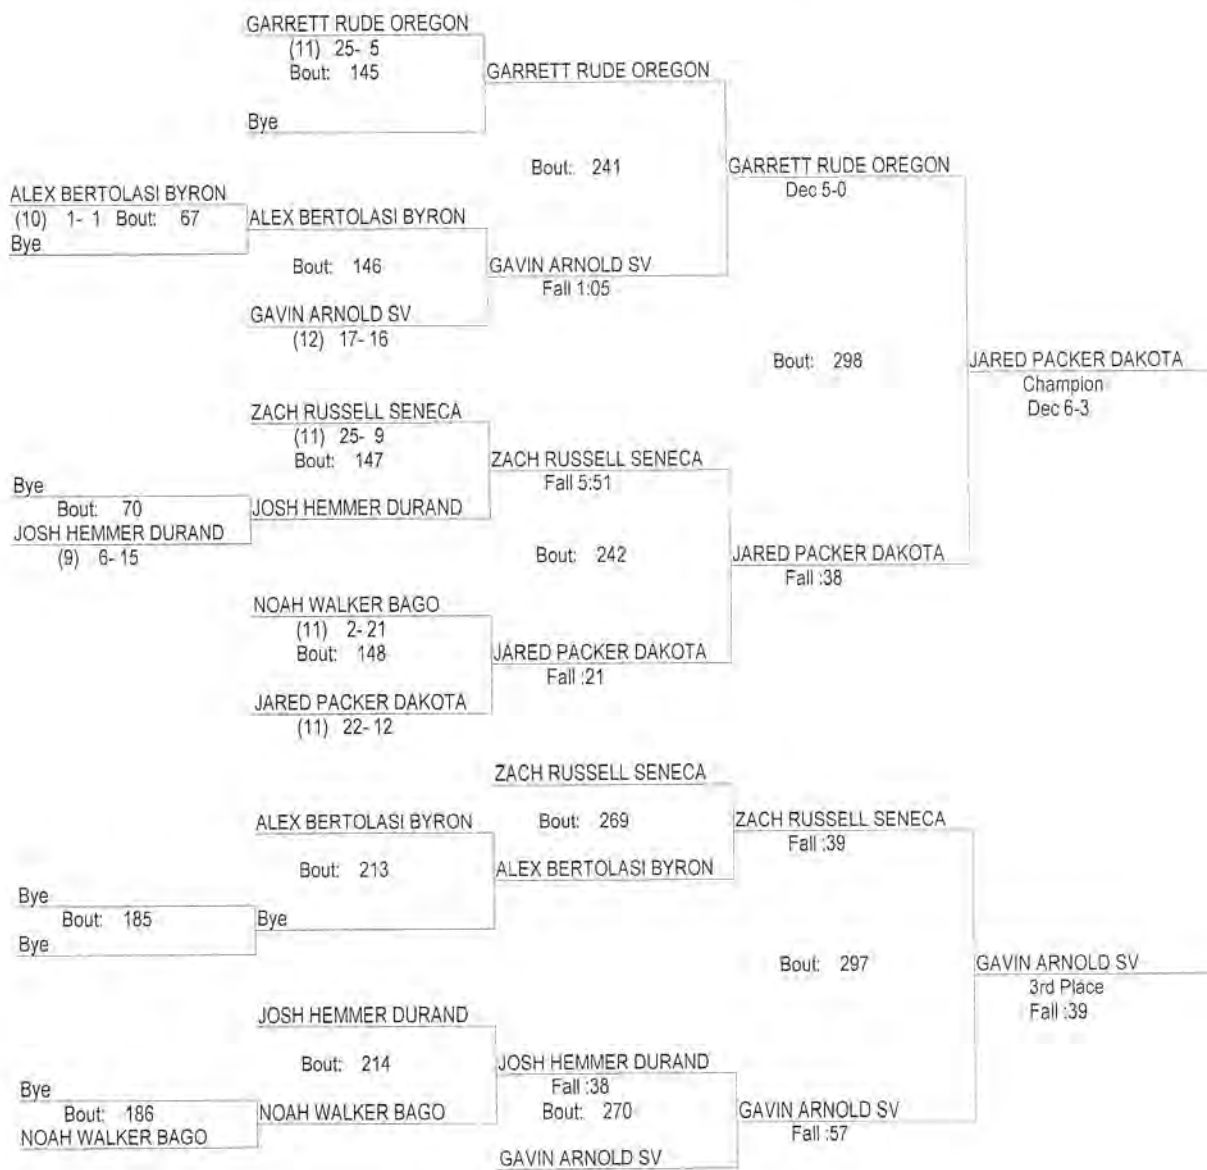 GARRETT RUDE OREGON
(11) 25- 5
Bout: 145
GARRETT RUDE OREGON
Bye
Bout: 241
GARRETT RUDE OREGON
Dec 5-0
ALEX BERTOLASI BYRON
(10) 1- 1 Bout: 67
Bye
ALEX BERTOLASI BYRON
Bout: 146
GAVIN ARNOLD SV
Fall 1:05
GAVIN ARNOLD SV
(12) 17- 16
Bout: 298
JARED PACKER DAKOTA
Champion
Dec 6-3
ZACH RUSSELL SENECA
(11) 25- 9
Bout: 147
ZACH RUSSELL SENECA
Fall 5:51
Bye
Bout: 70
JOSH HEMMER DURAND
(9) 6- 15
JOSH HEMMER DURAND
Bout: 242
JARED PACKER DAKOTA
Fall :38
NOAH WALKER BAGO
(11) 2- 21
Bout: 148
JARED PACKER DAKOTA
Fall :21
JARED PACKER DAKOTA
(11) 22- 12
ZACH RUSSELL SENECA
Bout: 269
ZACH RUSSELL SENECA
Fall :39
ALEX BERTOLASI BYRON
Bout: 213
ALEX BERTOLASI BYRON
Bye
Bout: 185
Bye
Bye
Bout: 297
GAVIN ARNOLD SV
3rd Place
Fall :39
JOSH HEMMER DURAND
Bout: 214
JOSH HEMMER DURAND
Fall :38
Bout: 270
Bye
Bout: 186
NOAH WALKER BAGO
NOAH WALKER BAGO
GAVIN ARNOLD SV
Fall :57
GAVIN ARNOLD SV